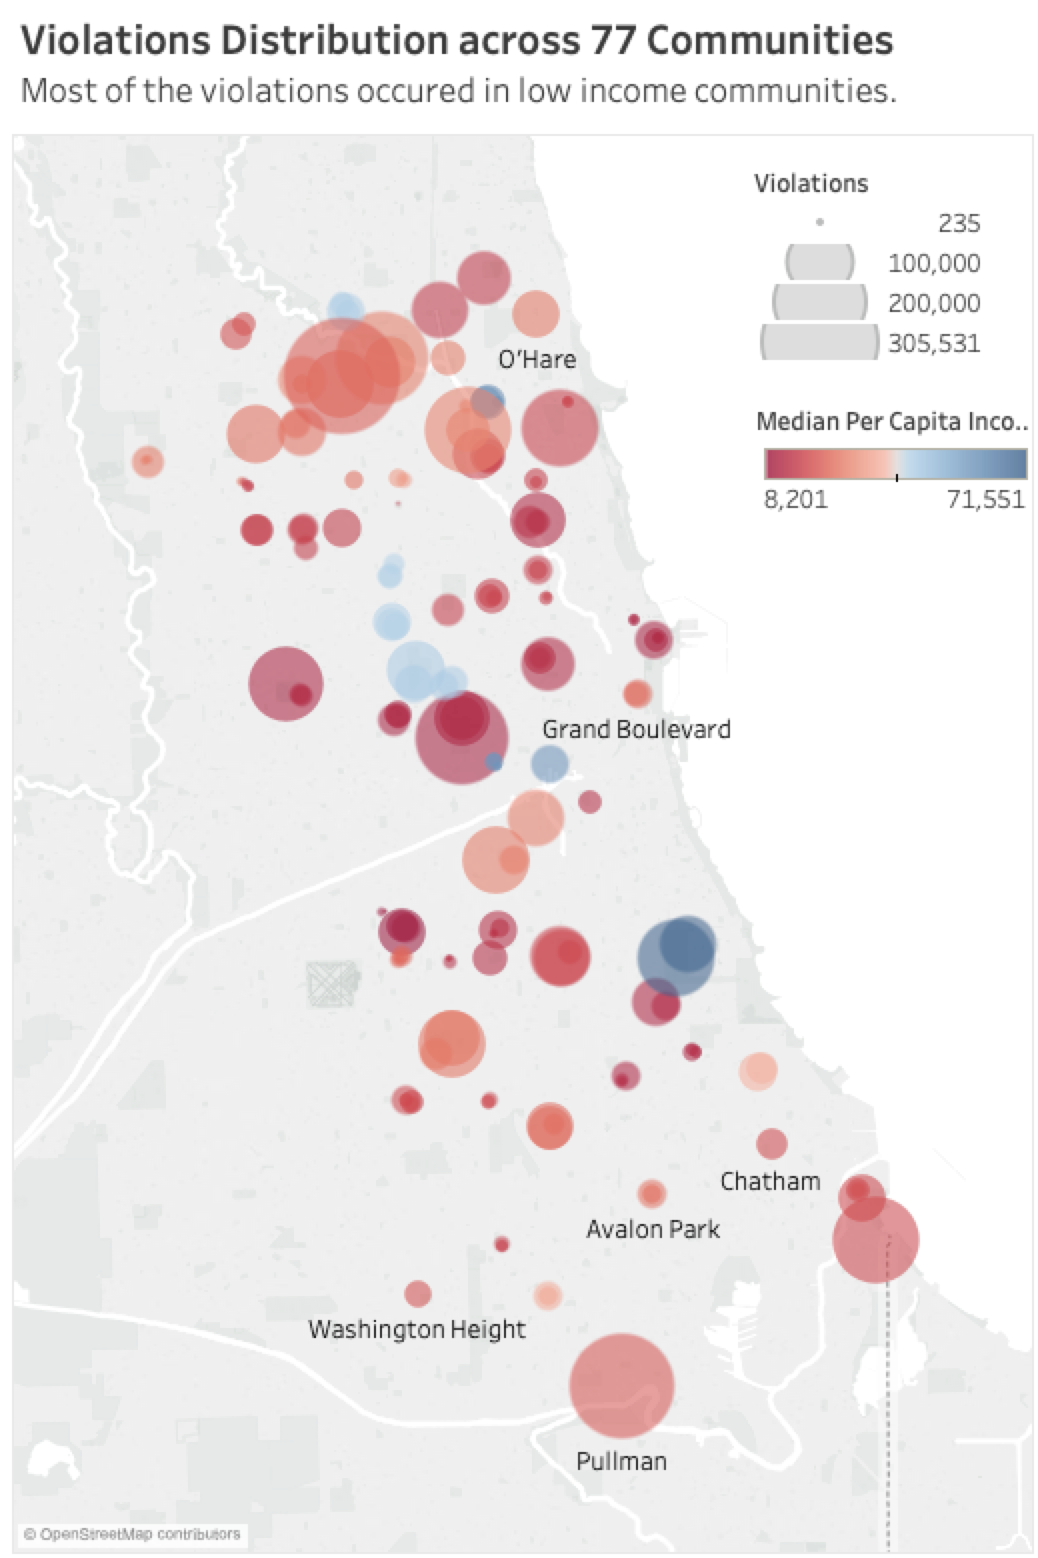 Violations Distribution across 77 Communities
Most of the violations occured in low income communities.
Violations
235
100,000
200,000
305,531
Median Per Capita Inco..
8,201 71,551
O'Hare
Grand Boulevard
Chatham
Avalon Park
Washington Height
Pullman
© OpenStreetMap contributors